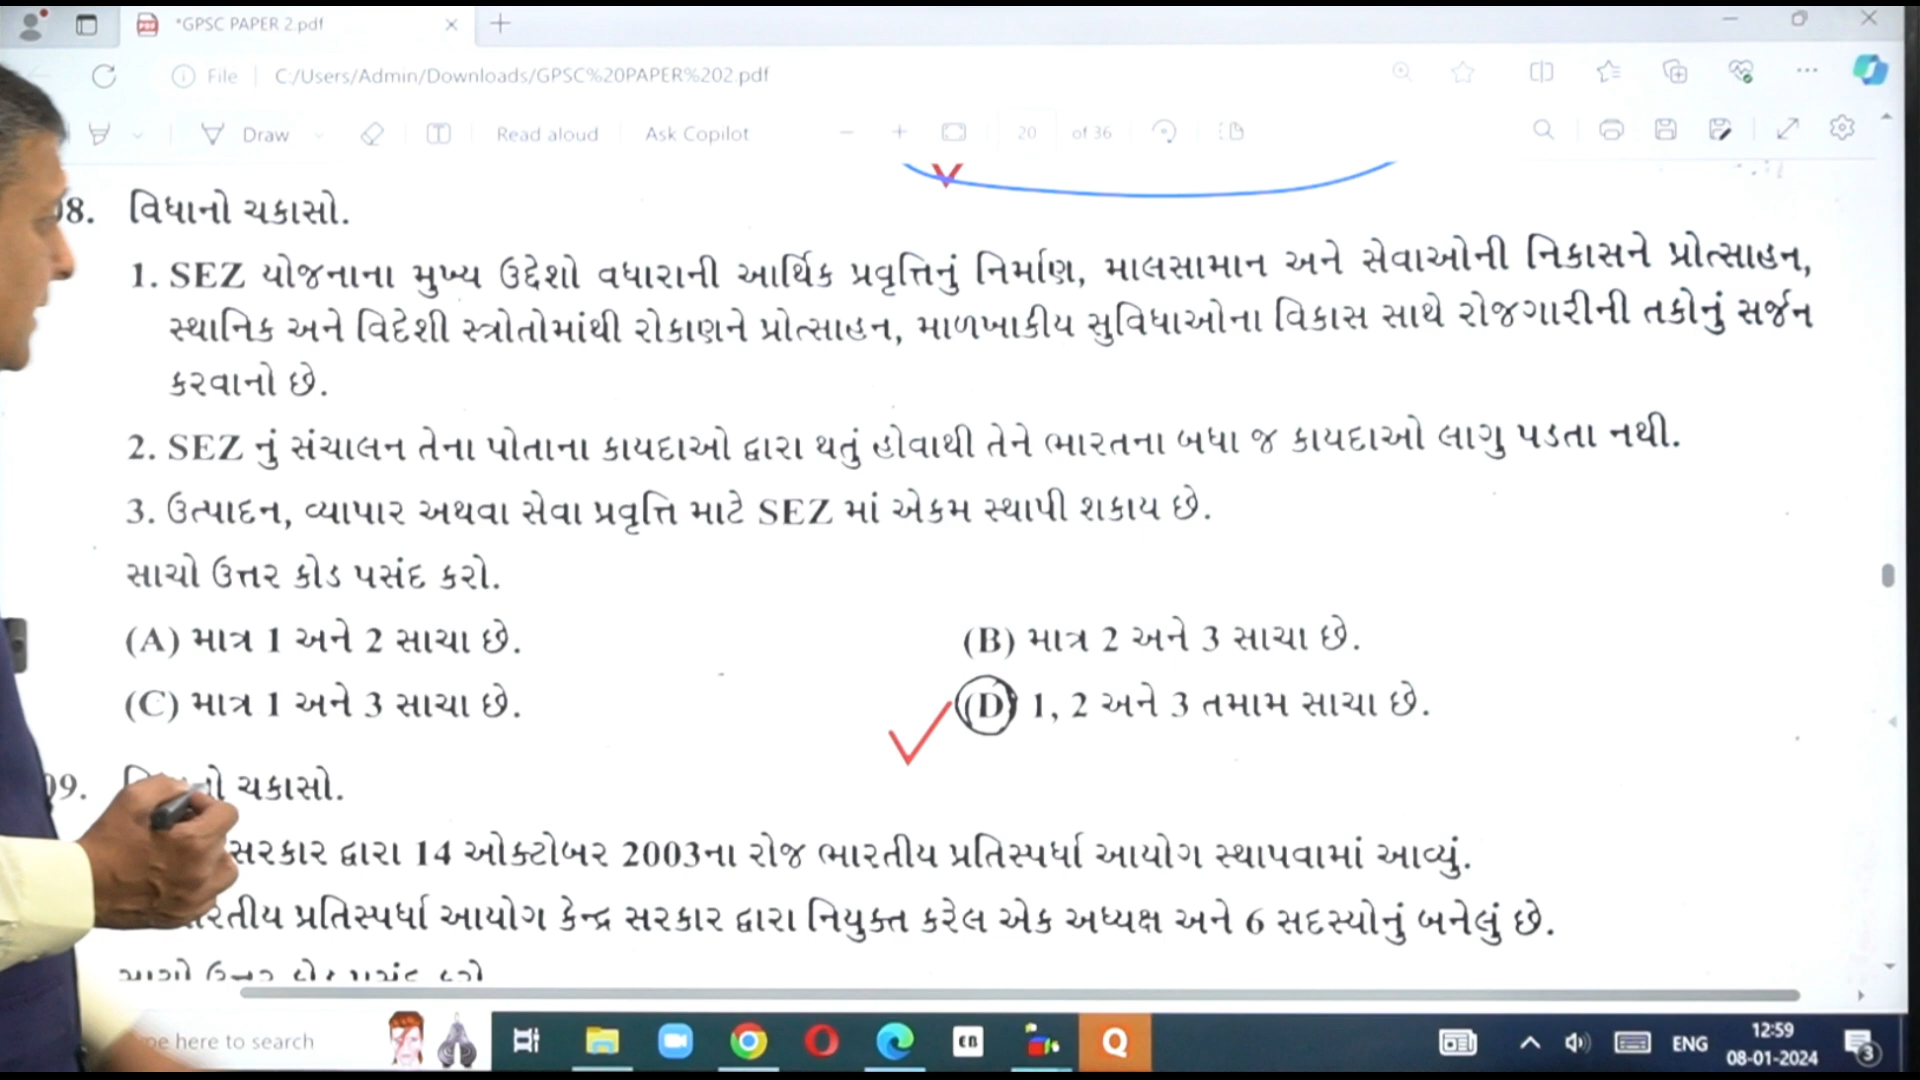 *GPSC PAPER 2.pdf
File C:/Users/Admin/Downloads/GPSC%20PAPER%202.pdf
Draw Read aloud Ask Copilot 20 of 36
08. વિધાનો ચકાસો.
1. SEZ યોજનાના મુખ્ય ઉદ્દેશો વધારાની આર્થિક પ્રવૃત્તિનું નિર્માણ, માલસામાન અને સેવાઓની નિકાસને પ્રોત્સાહન,
સ્થાનિક અને વિદેશી સ્ત્રોતોમાંથી રોકાણને પ્રોત્સાહન, માળખાકીય સુવિધાઓના વિકાસ સાથે રોજગારીની તકોનું સર્જન
કરવાનો છે.
2. SEZ નું સંચાલન તેના પોતાના કાયદાઓ દ્વારા થતું હોવાથી તેને ભારતના બધા જ કાયદાઓ લાગુ પડતા નથી.
3. ઉત્પાદન, વ્યાપાર અથવા સેવા પ્રવૃત્તિ માટે SEZ માં એકમ સ્થાપી શકાય છે.
સાચો ઉત્તર કોડ પસંદ કરો.
(A) માત્ર 1 અને 2 સાચા છે. (B) માત્ર 2 અને 3 સાચા છે.
(C) માત્ર 1 અને 3 સાચા છે. (D) 1, 2 અને 3 તમામ સાચા છે.
09. ચકાસો.
સરકાર દ્વારા 14 ઓક્ટોબર 2003ના રોજ ભારતીય પ્રતિસ્પર્ધા આયોગ સ્થાપવામાં આવ્યું.
પ્રતિસ્પર્ધા આયોગ કેન્દ્ર સરકાર દ્વારા નિયુક્ત કરેલ એક અધ્યક્ષ અને 6 સદસ્યોનું બનેલું છે.
here to search ENG 12:59
08-01-2024 3